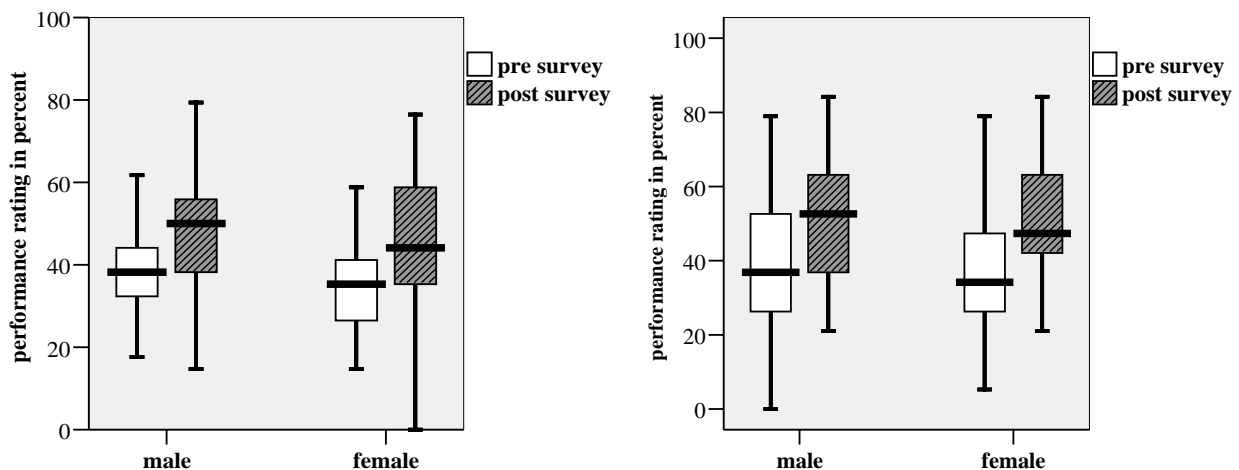 performance rating in percent
100
80
60
40
20
0
male
female
pre survey
post survey
performance rating in percent
100
80
60
40
20
0
male
female
pre survey
post survey